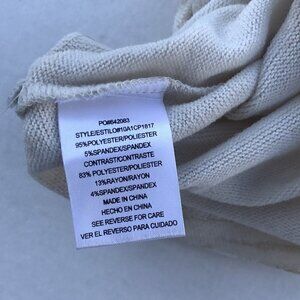 PO#642083
STYLE/ESTILO#10A1CP1817
95%POLYESTER/POLIESTER
5%SPANDEX/SPANDEX
CONTRAST/CONTRASTE
83% POLYESTER/POLIESTER
13%RAYON/RAYON
4%SPANDEX/SPANDEX
MADE IN CHINA
HECHO EN CHINA
SEE REVERSE FOR CARE
VER EL REVERSO PARA CUIDADO